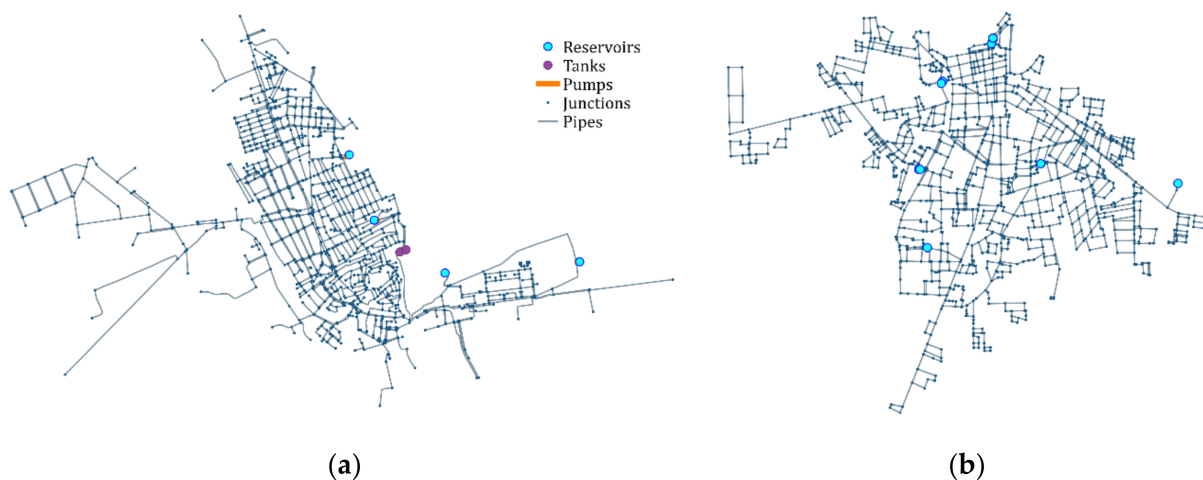 Reservoirs
Tanks
Pumps
Junctions
Pipes
(a) (b)